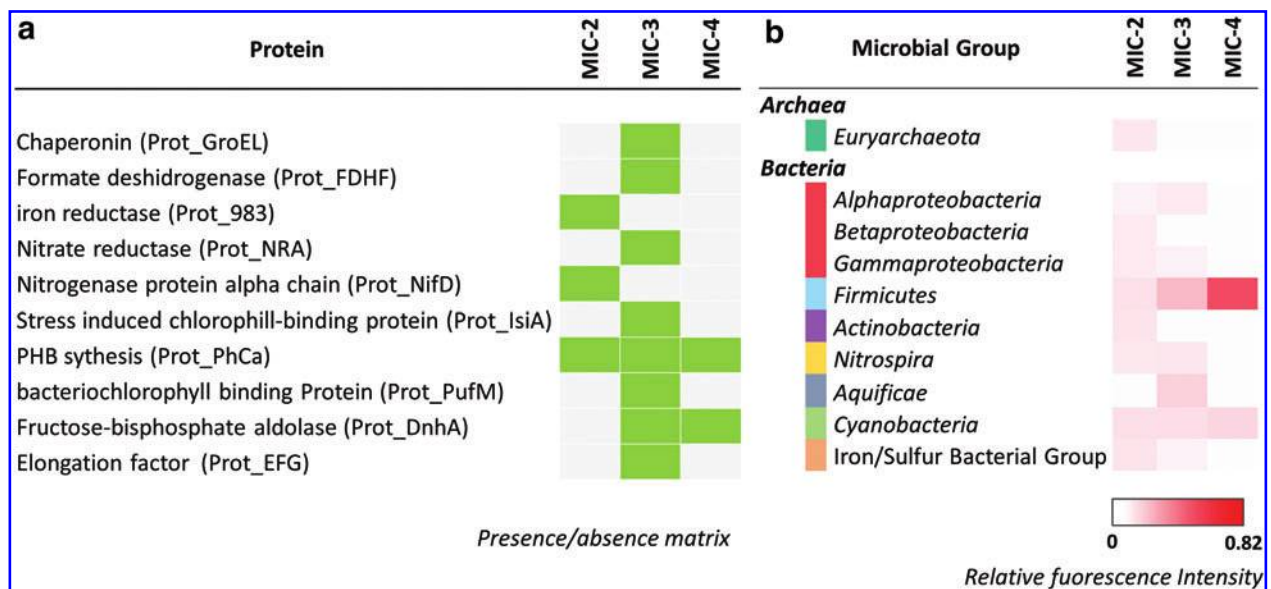 a
Protein
MIC-2
MIC-3
MIC-4
Chaperonin (Prot_GroEL)
Formate deshidrogenase (Prot_FDHF)
iron reductase (Prot_983)
Nitrate reductase (Prot_NRA)
Nitrogenase protein alpha chain (Prot_NifD)
Stress induced chlorophill-binding protein (Prot_IsiA)
PHB sythesis (Prot_PhCa)
bacteriochlorophyll binding Protein (Prot_PufM)
Fructose-bisphosphate aldolase (Prot_DnhA)
Elongation factor (Prot_EFG)
Presence/absence matrix
b
Microbial Group
MIC-2
MIC-3
MIC-4
Archaea
Euryarchaeota
Bacteria
Alphaproteobacteria
Betaproteobacteria
Gammaproteobacteria
Firmicutes
Actinobacteria
Nitrospira
Aquificae
Cyanobacteria
Iron/Sulfur Bacterial Group
0 0.82
Relative fuorescence Intensity